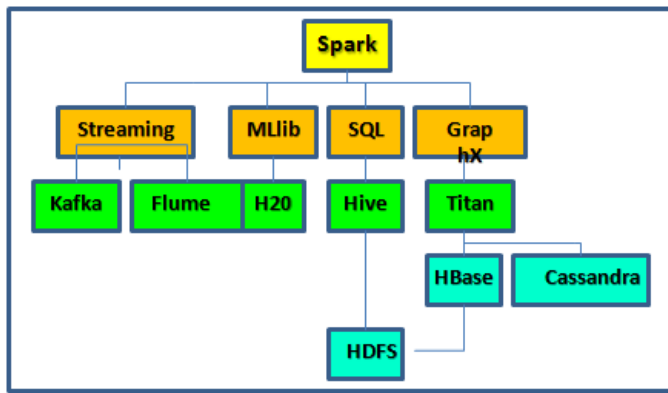 Spark
Streaming
MLlib
SQL
Grap
hX
Kafka
Flume
H20
Hive
Titan
HBase
Cassandra
HDFS